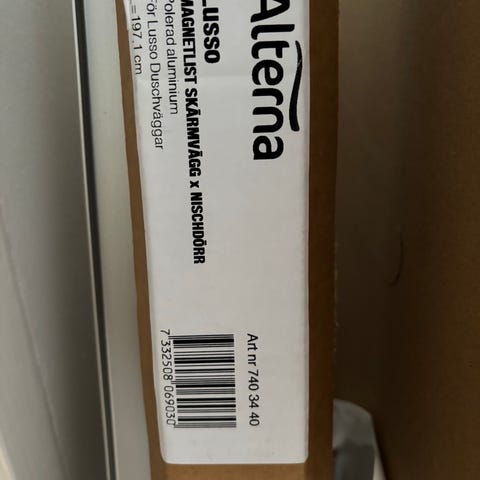 Alterna
LUSSO
MAGNETLIST SKÄRMVÄGG x NISCHDÖRR
Polerad aluminium
För Lusso Duschväggar
= 197,1 cm
Art nr 740 34 40
7 332508 069030